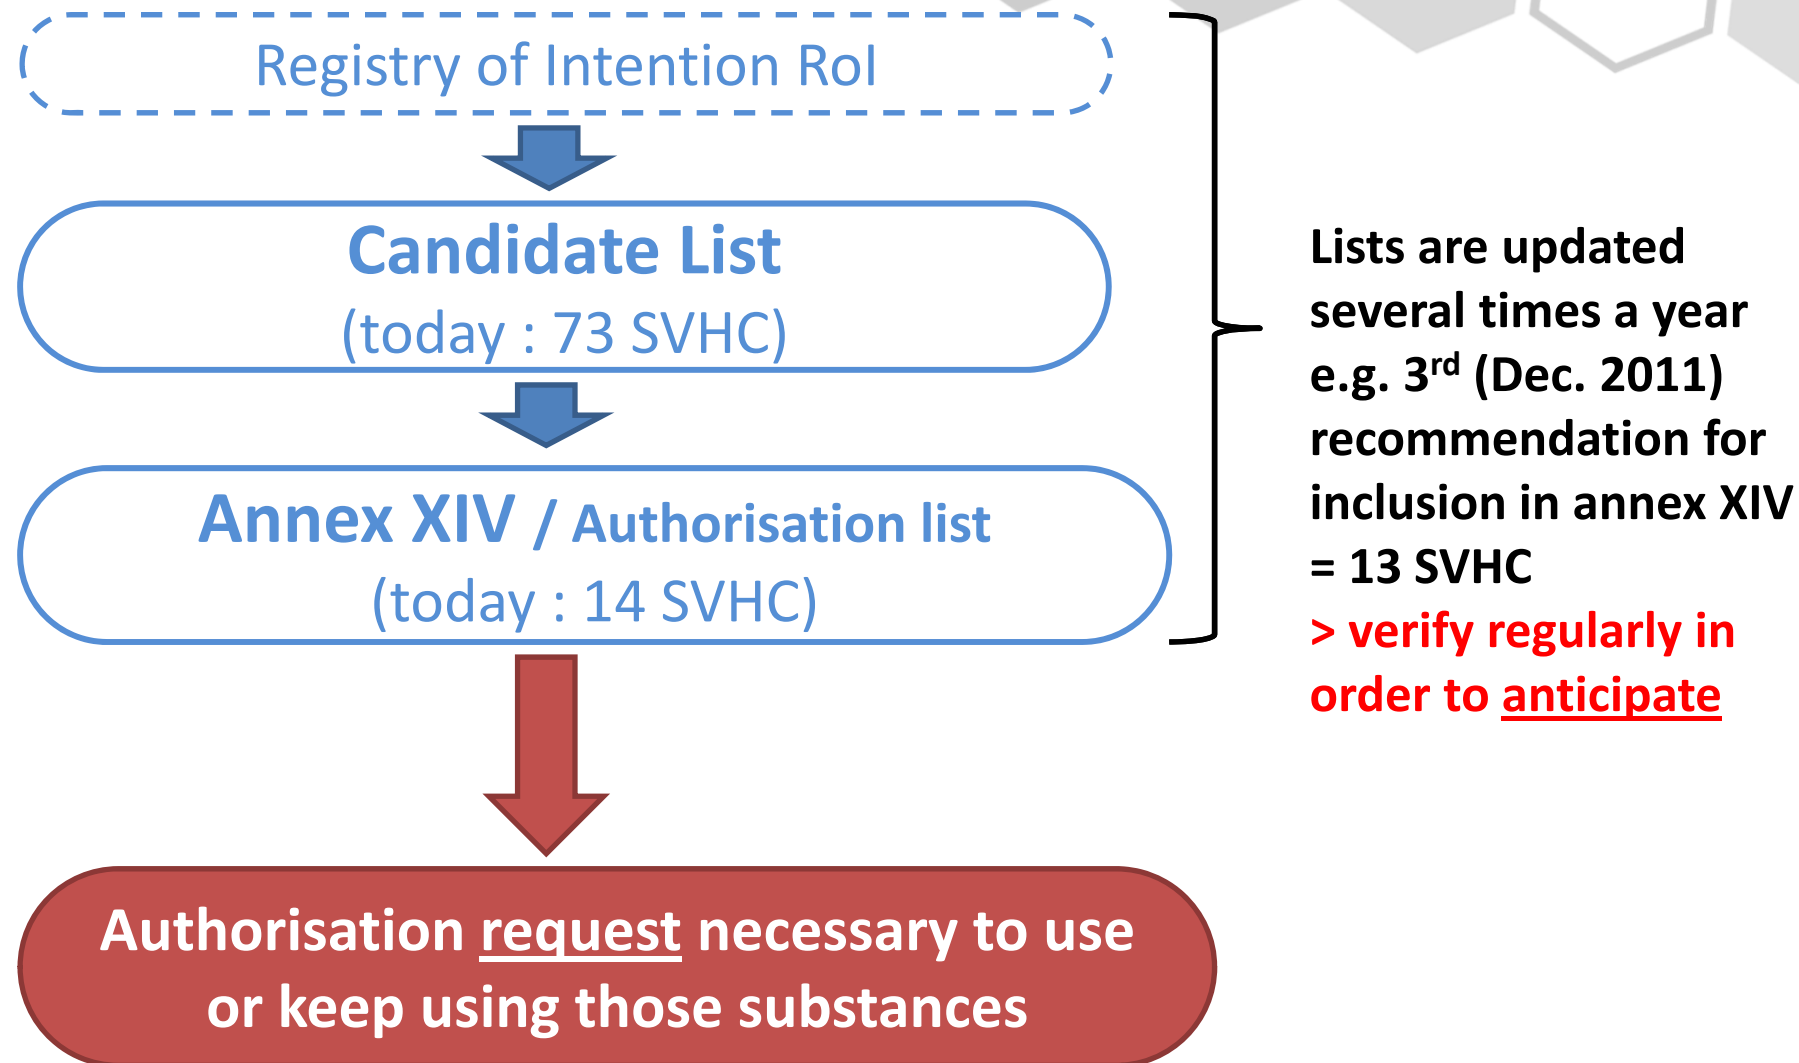 Registry of Intention RoI
Candidate List
(today : 73 SVHC)
Annex XIV / Authorisation list
(today : 14 SVHC)
Authorisation request necessary to use
or keep using those substances
Lists are updated
several times a year
e.g. 3rd (Dec. 2011)
recommendation for
inclusion in annex XIV
= 13 SVHC
> verify regularly in
order to anticipate